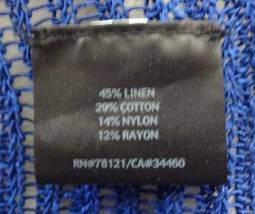 45% LINEN
29% COTTON
14% NYLON
12% RAYON
RN#78121/CA#34460